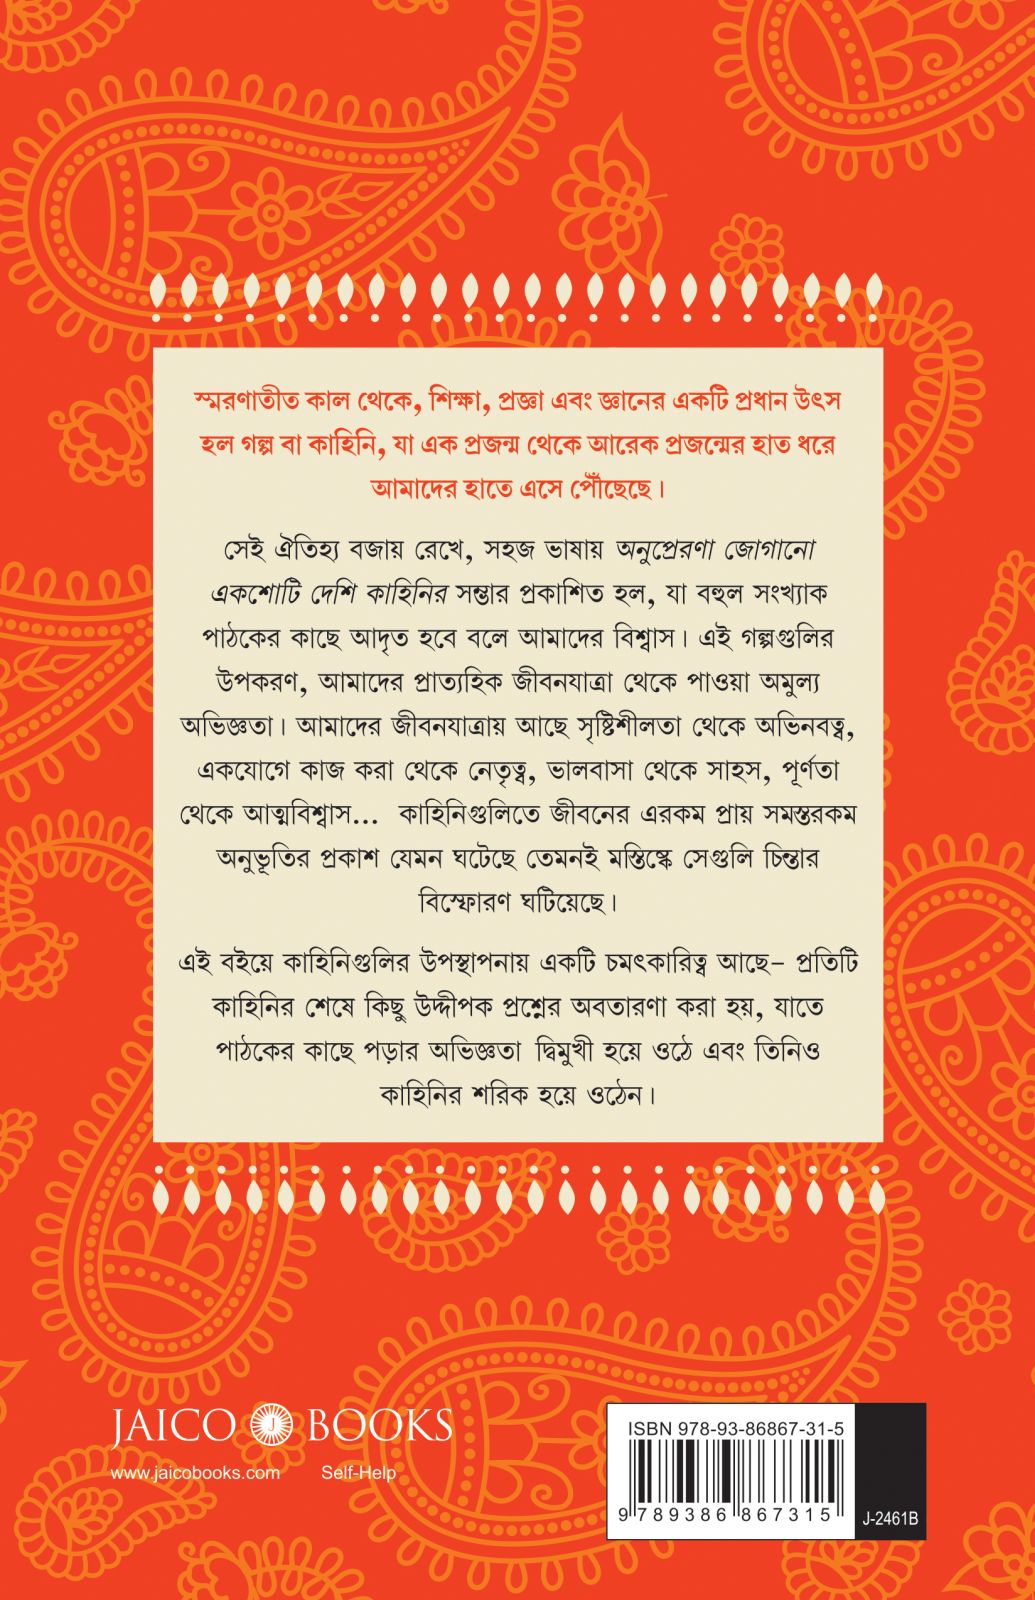 স্মরণাতীত কাল থেকে, শিক্ষা, প্রজ্ঞা এবং জ্ঞানের একটি প্রধান উৎস
হল গল্প বা কাহিনি, যা এক প্রজন্ম থেকে আরেক প্রজন্মের হাত ধরে
আমাদের হাতে এসে পৌঁছেছে।
সেই ঐতিহ্য বজায় রেখে, সহজ ভাষায় অনুপ্রেরণা জোগানো
একশোটি দেশি কাহিনির সম্ভার প্রকাশিত হল, যা বহুল সংখ্যাক
পাঠকের কাছে আদৃত হবে বলে আমাদের বিশ্বাস। এই গল্পগুলির
উপকরণ, আমাদের প্রাত্যহিক জীবনযাত্রা থেকে পাওয়া অমুল্য
অভিজ্ঞতা। আমাদের জীবনযাত্রায় আছে সৃষ্টিশীলতা থেকে অভিনবত্ব,
একযোগে কাজ করা থেকে নেতৃত্ব, ভালবাসা থেকে সাহস, পূর্ণতা
থেকে আত্মবিশ্বাস... কাহিনিগুলিতে জীবনের এরকম প্রায় সমস্তরকম
অনুভূতির প্রকাশ যেমন ঘটেছে তেমনই মস্তিষ্কে সেগুলি চিন্তার
বিস্ফোরণ ঘটিয়েছে।
এই বইয়ে কাহিনিগুলির উপস্থাপনায় একটি চমৎকারিত্ব আছে– প্রতিটি
কাহিনির শেষে কিছু উদ্দীপক প্রশ্নের অবতারণা করা হয়, যাতে
পাঠকের কাছে পড়ার অভিজ্ঞতা দ্বিমুখী হয়ে ওঠে এবং তিনিও
কাহিনির শরিক হয়ে ওঠেন।
JAICO J BOOKS
www.jaicobooks.com Self-Help
ISBN 978-93-86867-31-5
9 789386 867315
J-2461B